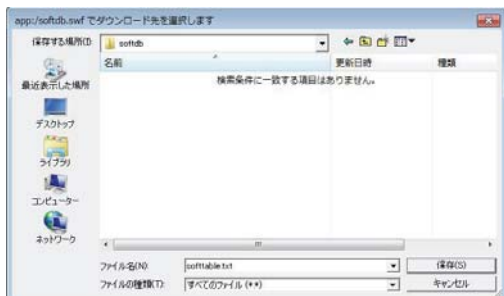 app:/softdb.swf でダウンロード先を選択します
保存する場所(I):
softdb
最近表示した場所
デスクトップ
ライブラリ
コンピューター
ネットワーク
名前
更新日時
種類
検索条件に一致する項目はありません。
ファイル名(N):
softtable.txt
保存(S)
ファイルの種類(T):
すべてのファイル (*.*)
キャンセル